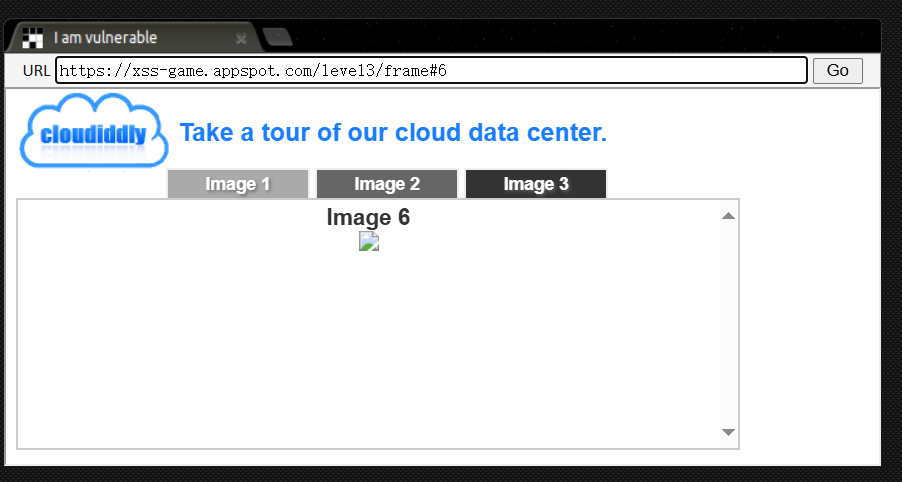 I am vulnerable
URL https://xss-game.appspot.com/level3/frame#6 Go
cloudiddly
Take a tour of our cloud data center.
Image 1 Image 2 Image 3
Image 6